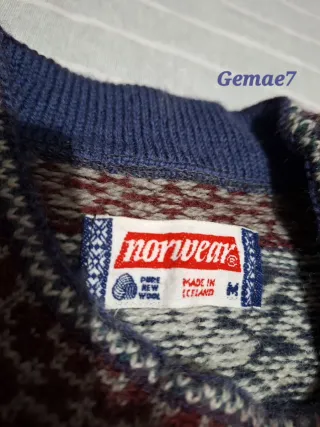 Gemae7
norwear
PURE
NEW
WOOL
MADE IN
ICELAND
M